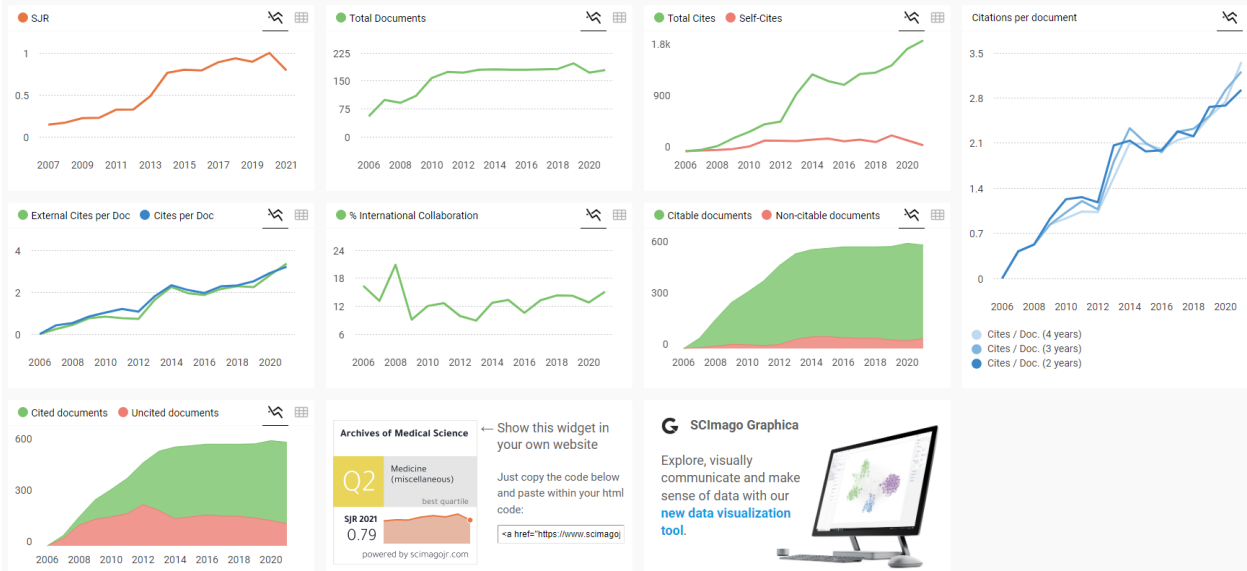 SJR
1
0.5
0
2007 2009 2011 2013 2015 2017 2019 2021
Total Documents
225
150
75
0
2006 2008 2010 2012 2014 2016 2018 2020
Total Cites Self-Cites
1.8k
900
0
2006 2008 2010 2012 2014 2016 2018 2020
Citations per document
3.5
2.8
2.1
1.4
0.7
0
2006 2008 2010 2012 2014 2016 2018 2020
Cites / Doc. (4 years)
Cites / Doc. (3 years)
Cites / Doc. (2 years)
External Cites per Doc Cites per Doc
4
2
0
2006 2008 2010 2012 2014 2016 2018 2020
% International Collaboration
24
18
12
6
2006 2008 2010 2012 2014 2016 2018 2020
Citable documents Non-citable documents
600
300
0
2006 2008 2010 2012 2014 2016 2018 2020
Cited documents Uncited documents
600
300
0
2006 2008 2010 2012 2014 2016 2018 2020
Archives of Medical Science
Q2
Medicine
(miscellaneous)
best quartile
SJR 2021
0.79
powered by scimagojr.com
← Show this widget in
your own website
Just copy the code below
and paste within your html
code:
<a href="https://www.scimagoj
SCImago Graphica
Explore, visually
communicate and make
sense of data with our
new data visualization
tool.